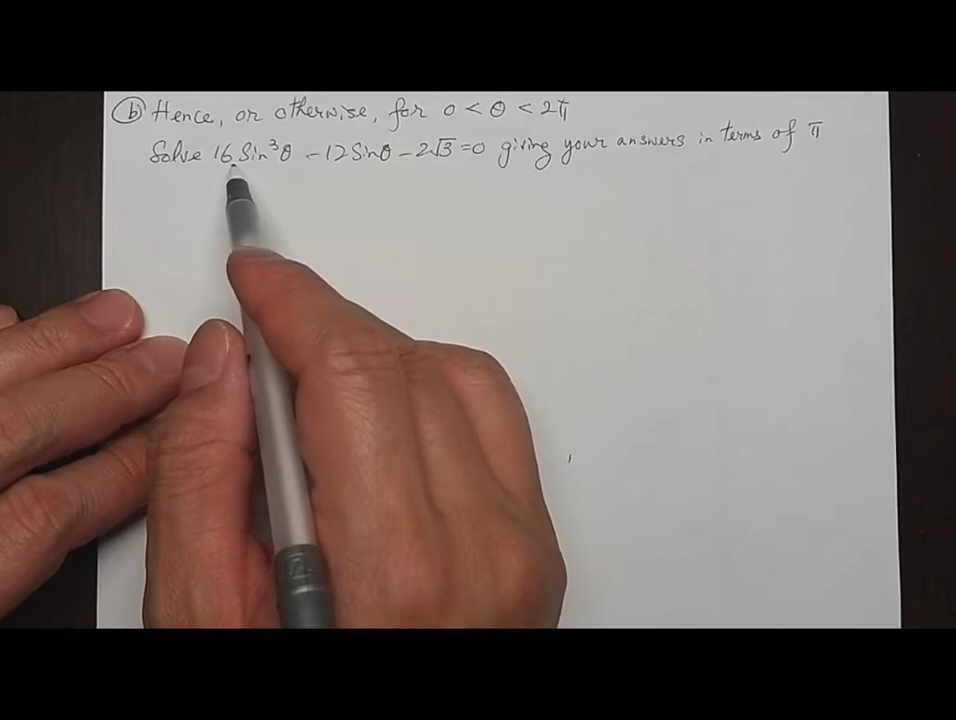 (b) Hence, or otherwise, for 0 < θ < 2π
Solve 16 Sin³θ - 12 Sinθ - 2√3 = 0 giving your answers in terms of π